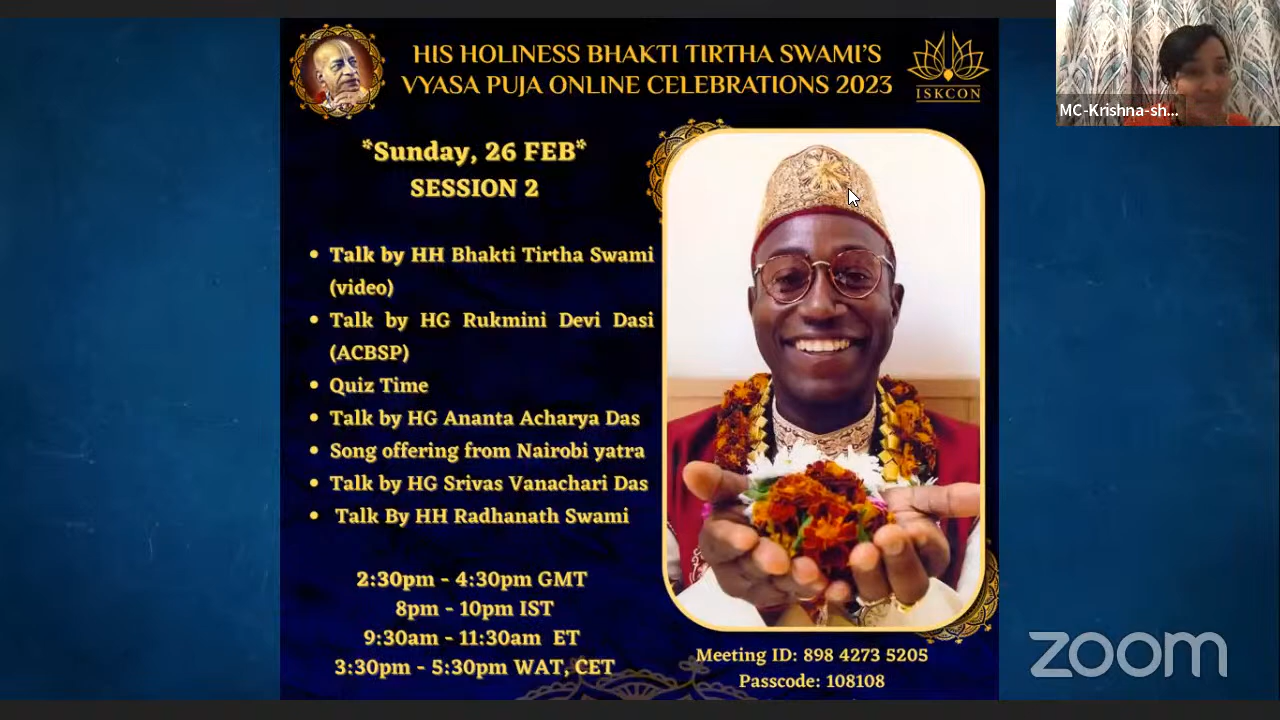 HIS HOLINESS BHAKTI TIRTHA SWAMI'S
VYASA PUJA ONLINE CELEBRATIONS 2023
ISKCON
MC-Krishna-sh...
*Sunday, 26 FEB*
SESSION 2
• Talk by HH Bhakti Tirtha Swami
(video)
• Talk by HG Rukmini Devi Dasi
(ACBSP)
• Quiz Time
• Talk by HG Ananta Acharya Das
• Song offering from Nairobi yatra
• Talk by HG Srivas Vanachari Das
• Talk By HH Radhanath Swami
2:30pm - 4:30pm GMT
8pm - 10pm IST
9:30am - 11:30am ET
3:30pm - 5:30pm WAT, CET
Meeting ID: 898 4273 5205
Passcode: 108108
zoom